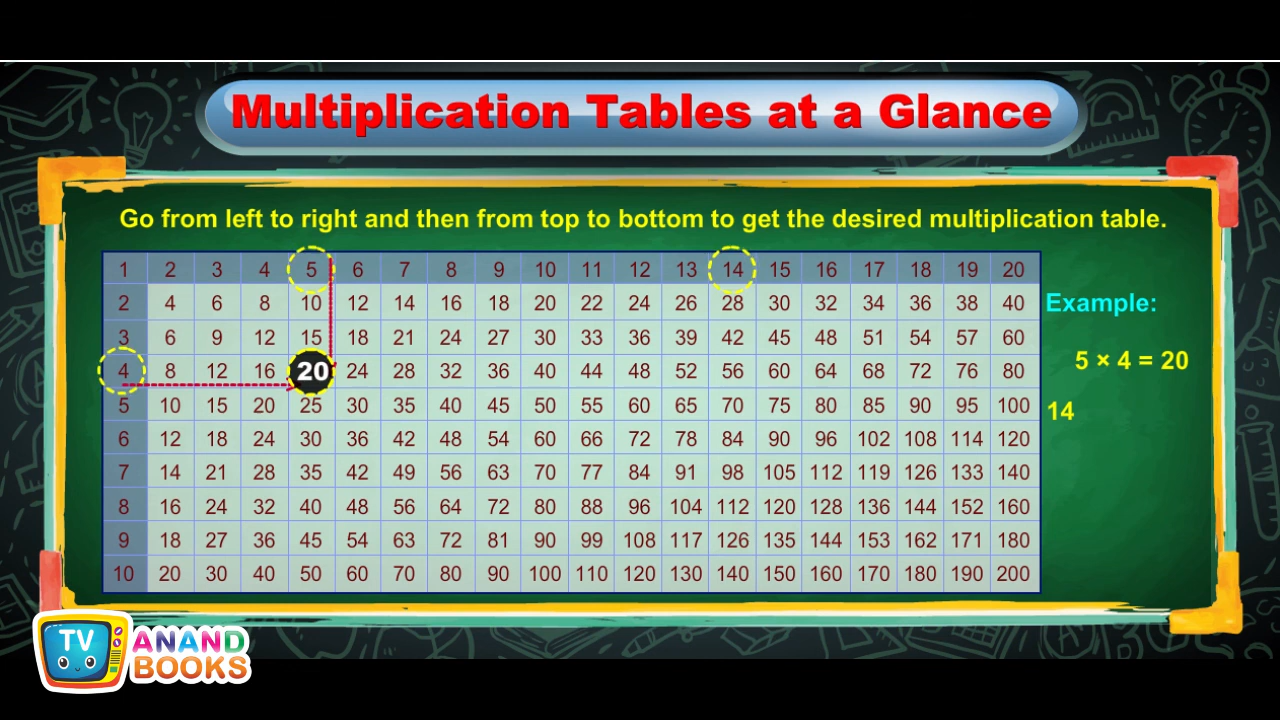 Multiplication Tables at a Glance
Go from left to right and then from top to bottom to get the desired multiplication table.
1 2 3 4 5 6 7 8 9 10 11 12 13 14 15 16 17 18 19 20
2 4 6 8 10 12 14 16 18 20 22 24 26 28 30 32 34 36 38 40
3 6 9 12 15 18 21 24 27 30 33 36 39 42 45 48 51 54 57 60
4 8 12 16 20 24 28 32 36 40 44 48 52 56 60 64 68 72 76 80
5 10 15 20 25 30 35 40 45 50 55 60 65 70 75 80 85 90 95 100
6 12 18 24 30 36 42 48 54 60 66 72 78 84 90 96 102 108 114 120
7 14 21 28 35 42 49 56 63 70 77 84 91 98 105 112 119 126 133 140
8 16 24 32 40 48 56 64 72 80 88 96 104 112 120 128 136 144 152 160
9 18 27 36 45 54 63 72 81 90 99 108 117 126 135 144 153 162 171 180
10 20 30 40 50 60 70 80 90 100 110 120 130 140 150 160 170 180 190 200
Example:
5 × 4 = 20
14
TV
ANAND
BOOKS